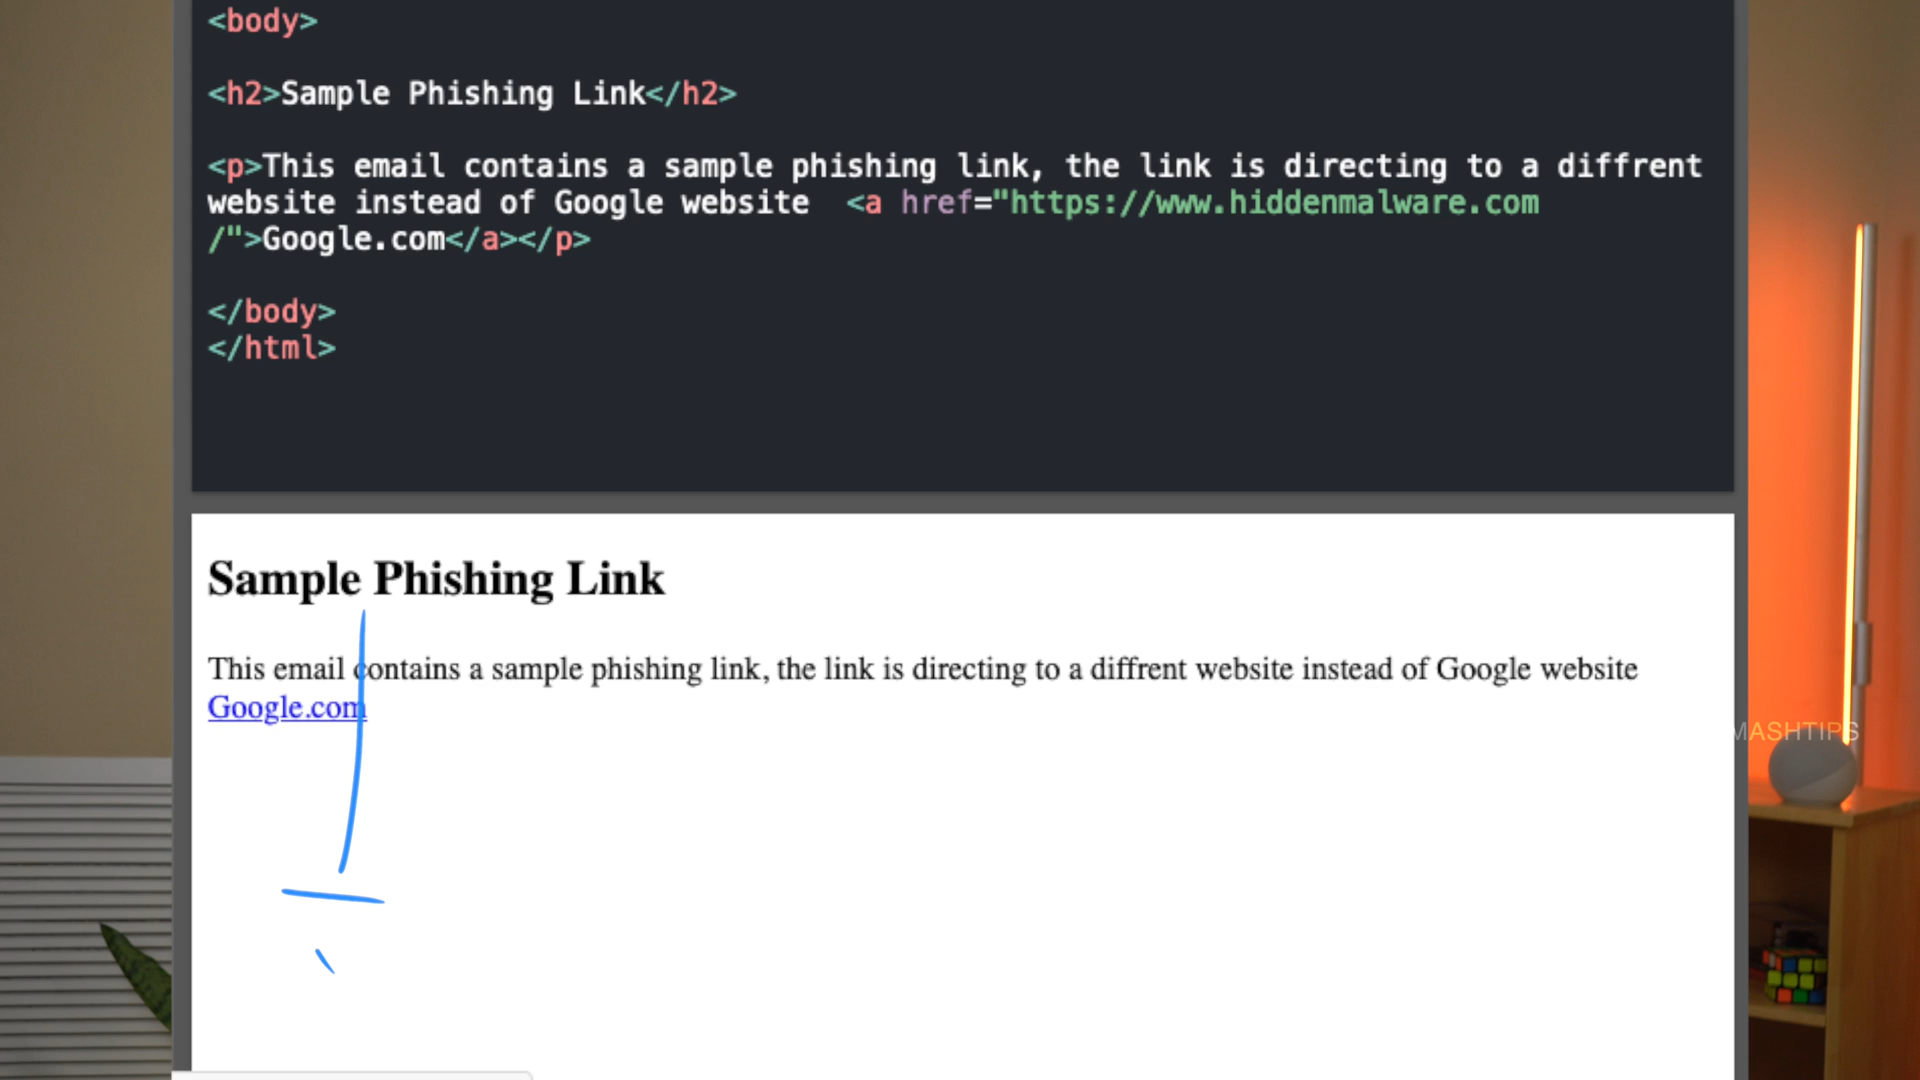 <body>
<h2>Sample Phishing Link</h2>
<p>This email contains a sample phishing link, the link is directing to a diffrent
website instead of Google website  <a href="https://www.hiddenmalware.com
/">Google.com</a></p>
</body>
</html>
Sample Phishing Link
This email contains a sample phishing link, the link is directing to a diffrent website instead of Google website
Google.com
MASHTIPS